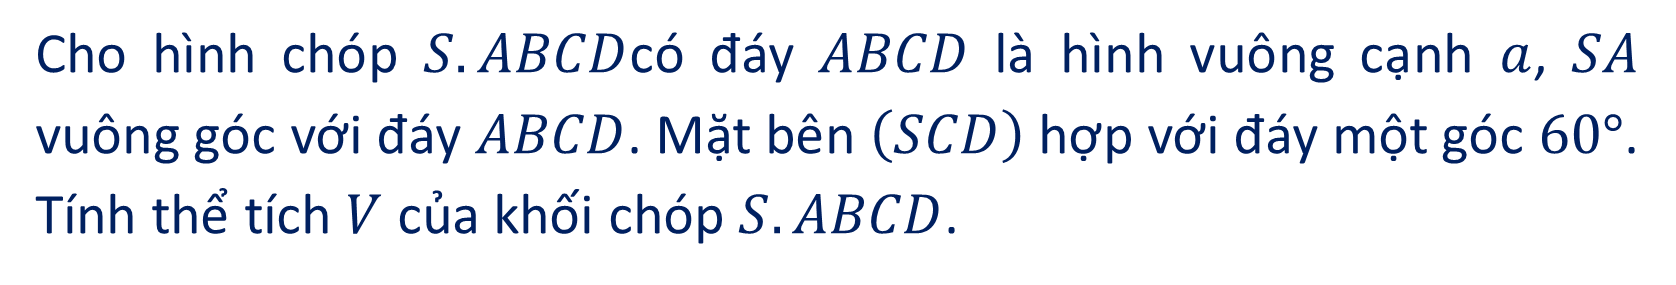 Cho hình chóp S.ABCDcó đáy ABCD là hình vuông cạnh a, SA
vuông góc với đáy ABCD. Mặt bên (SCD) hợp với đáy một góc 60°.
Tính thể tích V của khối chóp S.ABCD.